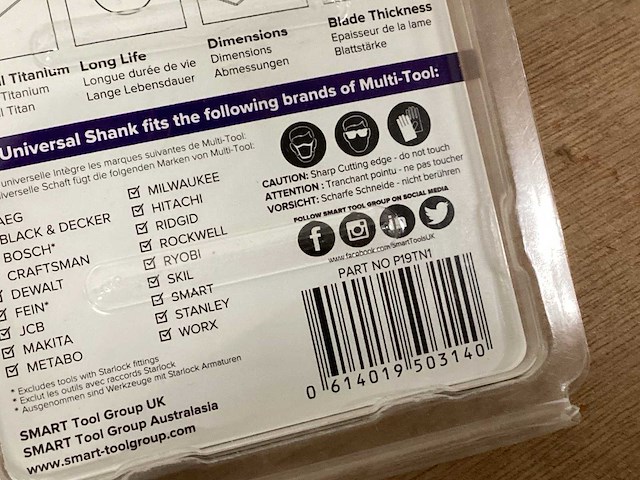 Titanium
Titanium
Titan
Long Life
Longue durée de vie
Lange Lebensdauer
Dimensions
Dimensions
Abmessungen
Blade Thickness
Epaisseur de la lame
Blattstärke
Universal Shank fits the following brands of Multi-Tool:
universelle Intègre les marques suivantes de Multi-Tool:
Schaft fügt die folgenden Marken von Multi-Tool:
AEG
BLACK & DECKER
BOSCH*
CRAFTSMAN
DEWALT
FEIN*
JCB
MAKITA
METABO
MILWAUKEE
HITACHI
RIDGID
ROCKWELL
RYOBI
SKIL
SMART
STANLEY
WORX
* Excludes tools with Starlock fittings
* Exclut les outils avec raccords Starlock
* Ausgenommen sind Werkzeuge mit Starlock Armaturen
SMART Tool Group UK
SMART Tool Group Australasia
www.smart-toolgroup.com
CAUTION: Sharp Cutting edge - do not touch
ATTENTION : Tranchant pointu - ne pas toucher
VORSICHT: Scharfe Schneide - nicht berühren
FOLLOW SMART TOOL GROUP ON SOCIAL MEDIA
f in
www.facebook.com/SmartToolsUK
PART NO P19TN1
0 614019 503140